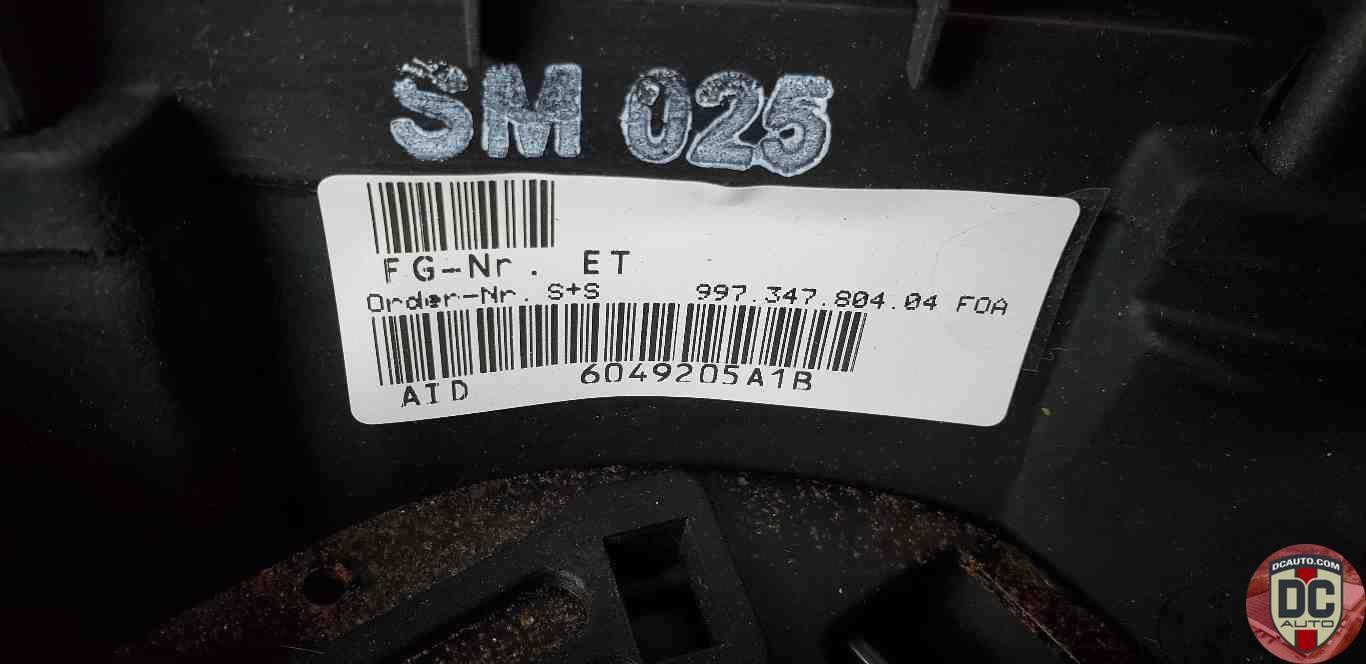 SM 025
FG-Nr. ET
Order-Nr. S+S 997.347.804.04 FOA
AID 6049205A1B
DCAUTO.COM
DC
AUTO